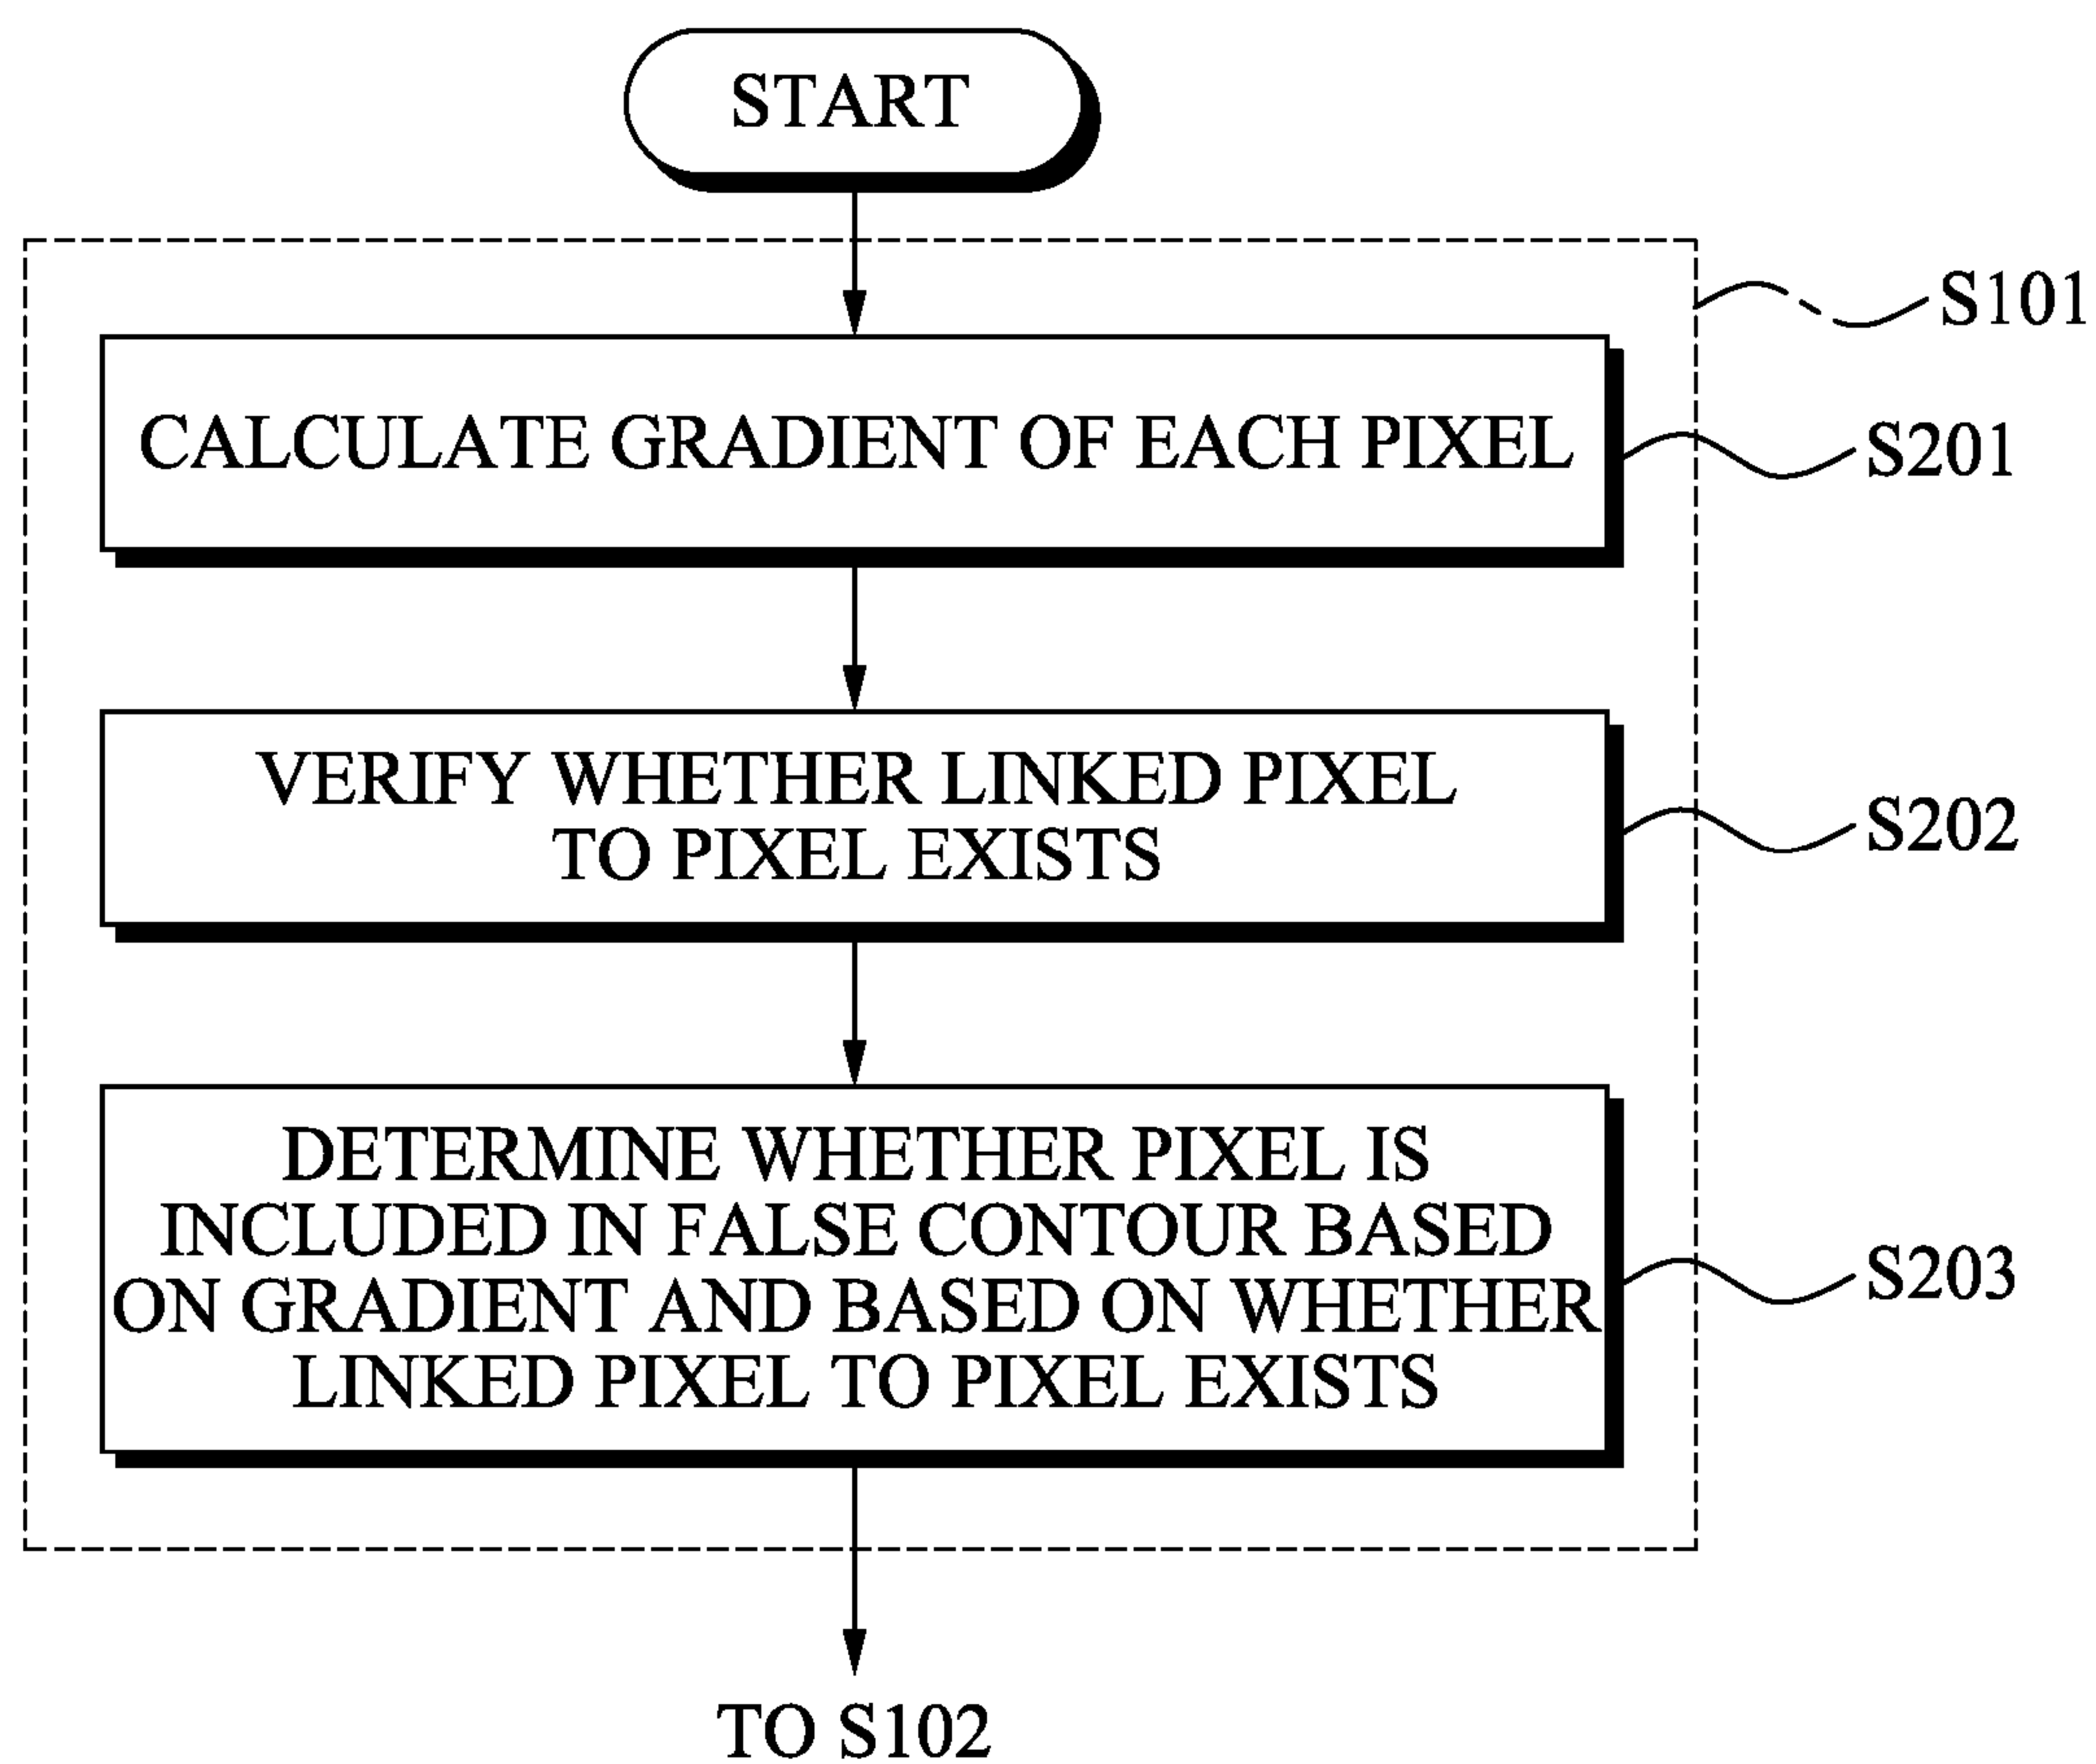 START
S101
CALCULATE GRADIENT OF EACH PIXEL
S201
VERIFY WHETHER LINKED PIXEL
TO PIXEL EXISTS
S202
DETERMINE WHETHER PIXEL IS
INCLUDED IN FALSE CONTOUR BASED
ON GRADIENT AND BASED ON WHETHER
LINKED PIXEL TO PIXEL EXISTS
S203
TO S102